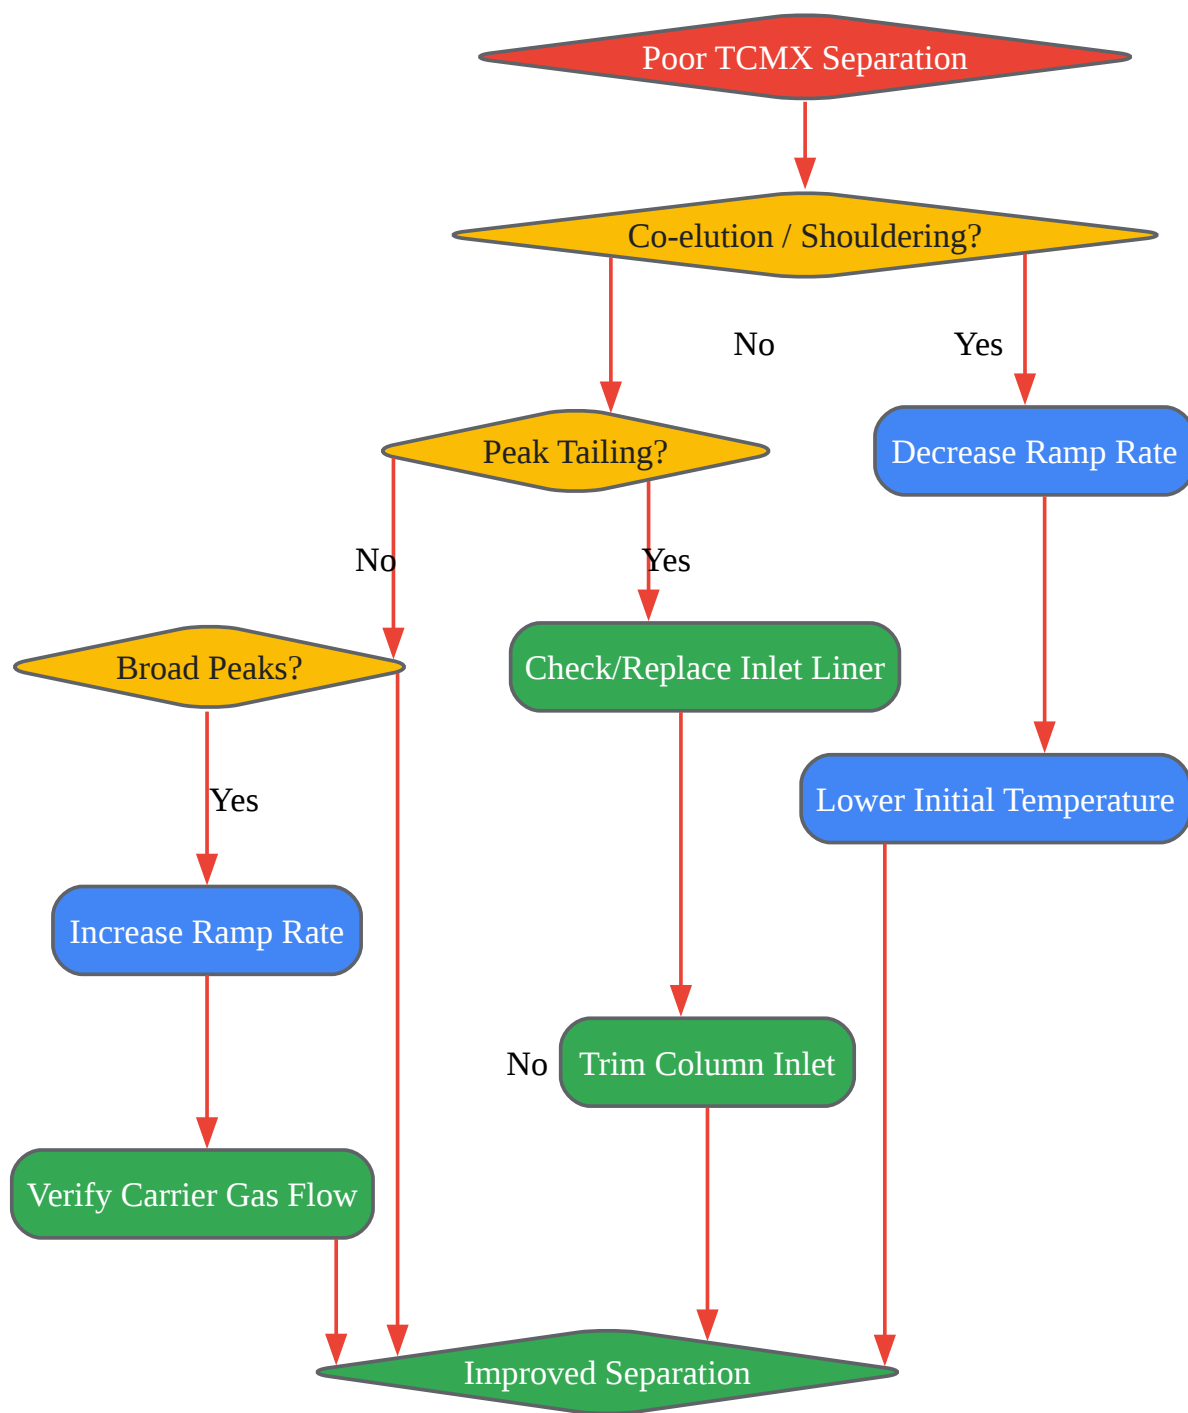 Poor TCMX Separation
Co-elution / Shouldering?
No
Yes
Peak Tailing?
Decrease Ramp Rate
No
Yes
Broad Peaks?
Check/Replace Inlet Liner
Yes
Lower Initial Temperature
Increase Ramp Rate
No
Trim Column Inlet
Verify Carrier Gas Flow
Improved Separation